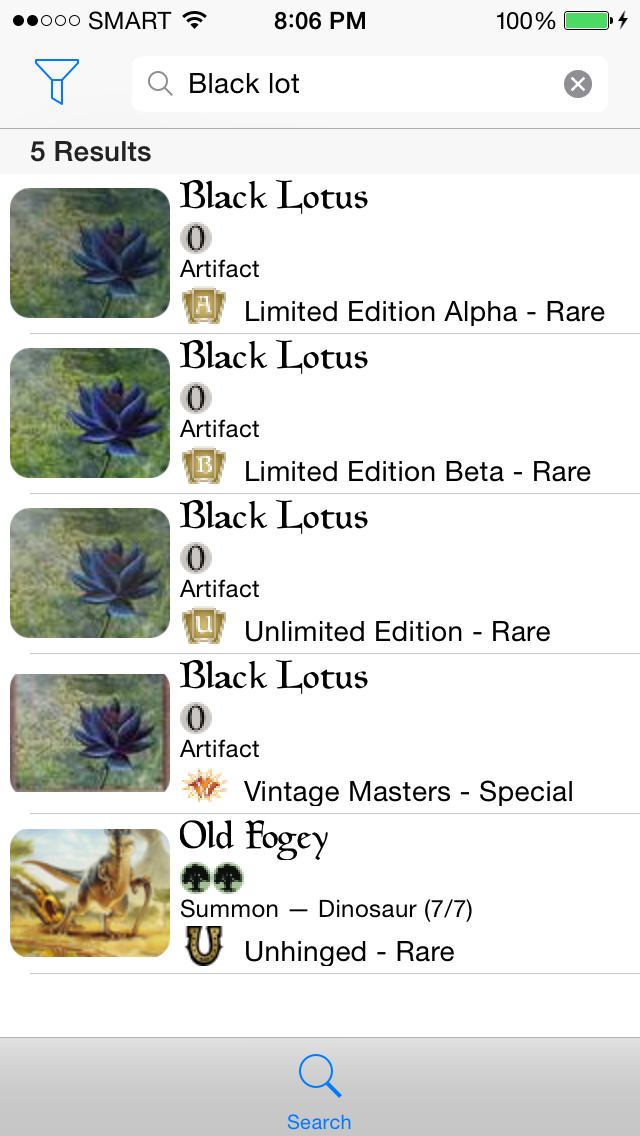 SMART 8:06 PM 100%
Black lot
5 Results
Black Lotus
0
Artifact
A Limited Edition Alpha - Rare
Black Lotus
0
Artifact
B Limited Edition Beta - Rare
Black Lotus
0
Artifact
U Unlimited Edition - Rare
Black Lotus
0
Artifact
Vintage Masters - Special
Old Fogey
Summon — Dinosaur (7/7)
U Unhinged - Rare
Search